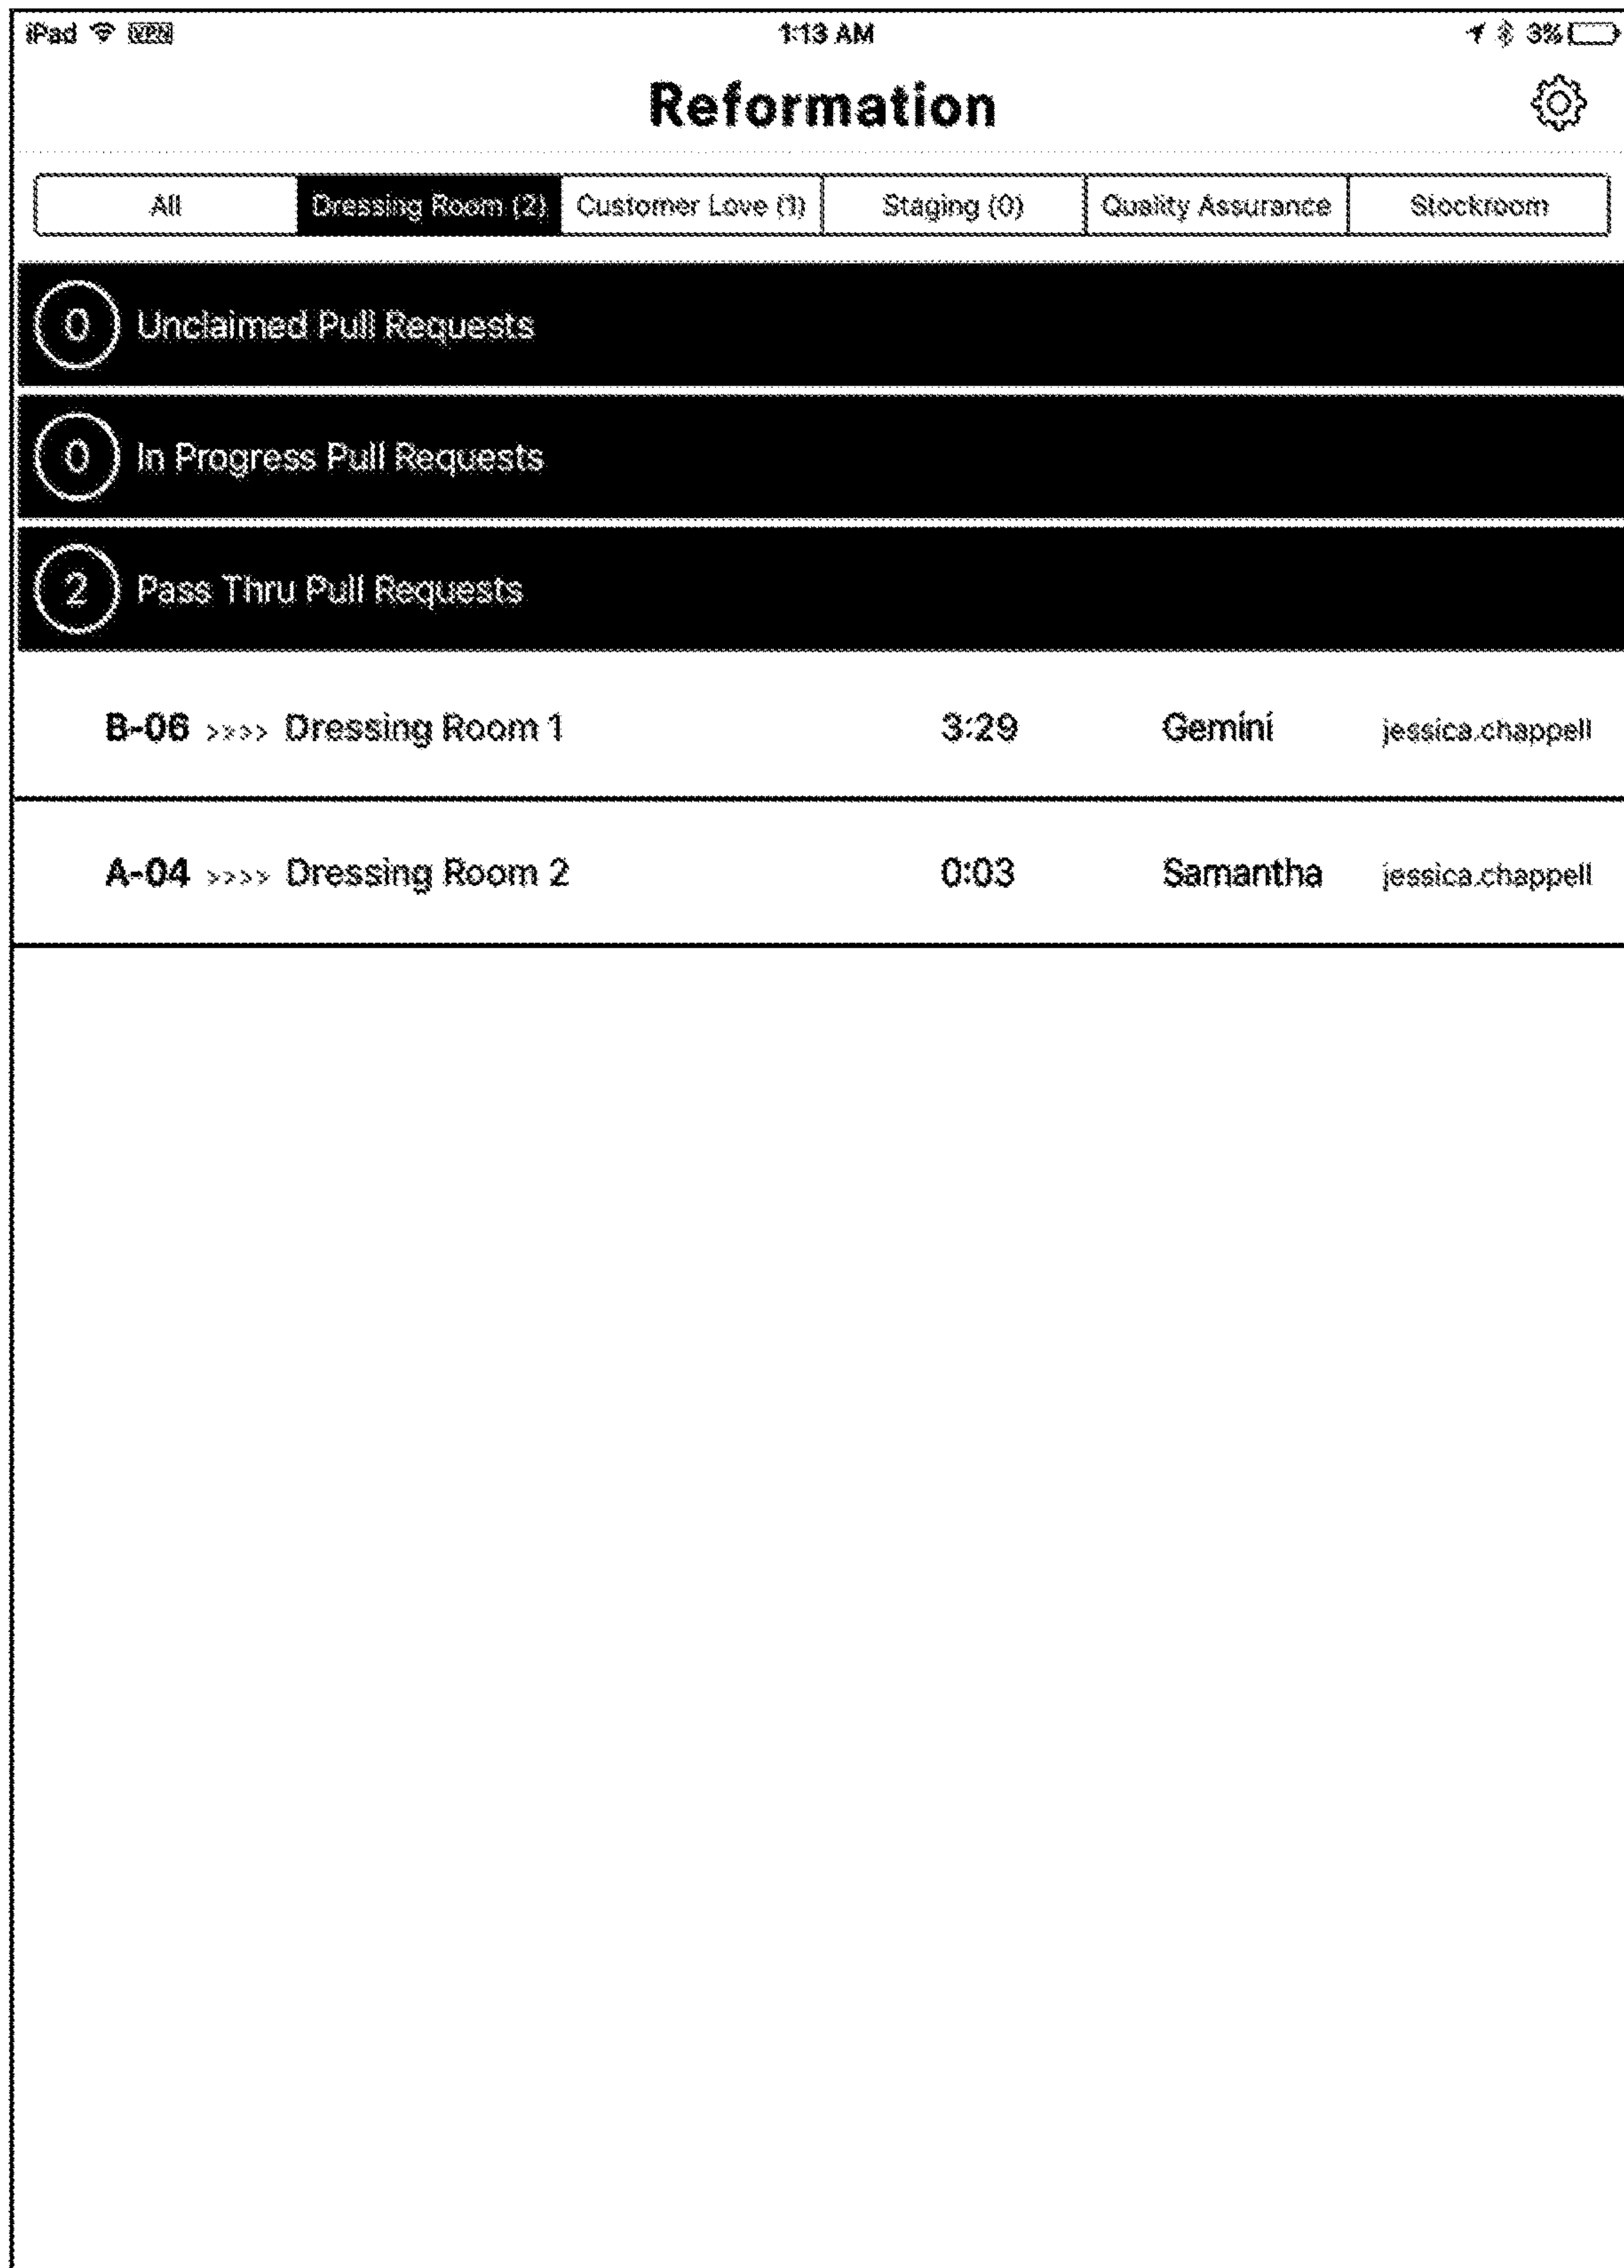 iPad VPN 1:13 AM 3%
Reformation
All Dressing Room (2) Customer Love (1) Staging (0) Quality Assurance Stockroom
0 Unclaimed Pull Requests
0 In Progress Pull Requests
2 Pass Thru Pull Requests
B-06 >>>> Dressing Room 1 3:29 Gemini jessica.chappell
A-04 >>>> Dressing Room 2 0:03 Samantha jessica.chappell